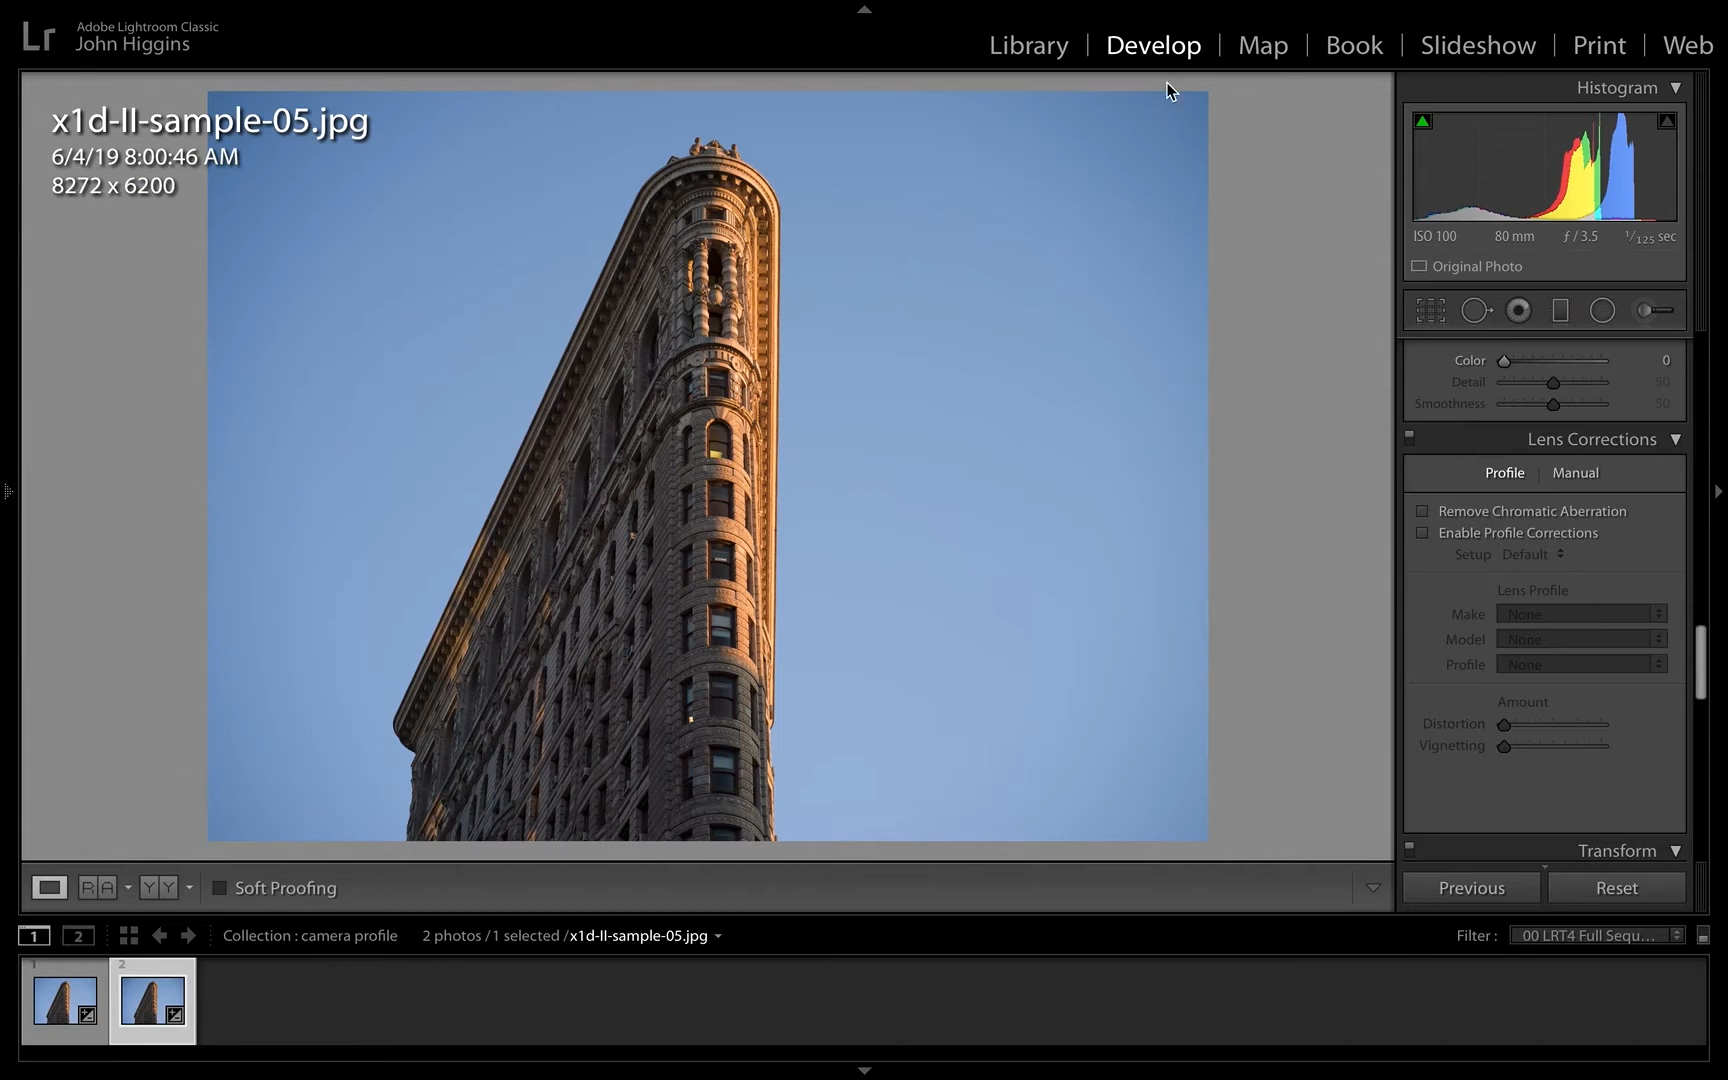 Lr
Adobe Lightroom Classic
John Higgins
Library | Develop | Map | Book | Slideshow | Print | Web
x1d-II-sample-05.jpg
6/4/19 8:00:46 AM
8272 x 6200
Histogram
ISO 100 80 mm ƒ / 3.5 1/125 sec
Original Photo
Color 0
Detail 50
Smoothness 50
Lens Corrections
Profile | Manual
Remove Chromatic Aberration
Enable Profile Corrections
Setup Default
Lens Profile
Make None
Model None
Profile None
Amount
Distortion
Vignetting
Transform
R A Y Y Soft Proofing
Previous Reset
1 2 Collection : camera profile 2 photos / 1 selected / x1d-II-sample-05.jpg Filter : 00 LRT4 Full Sequ...
1 2